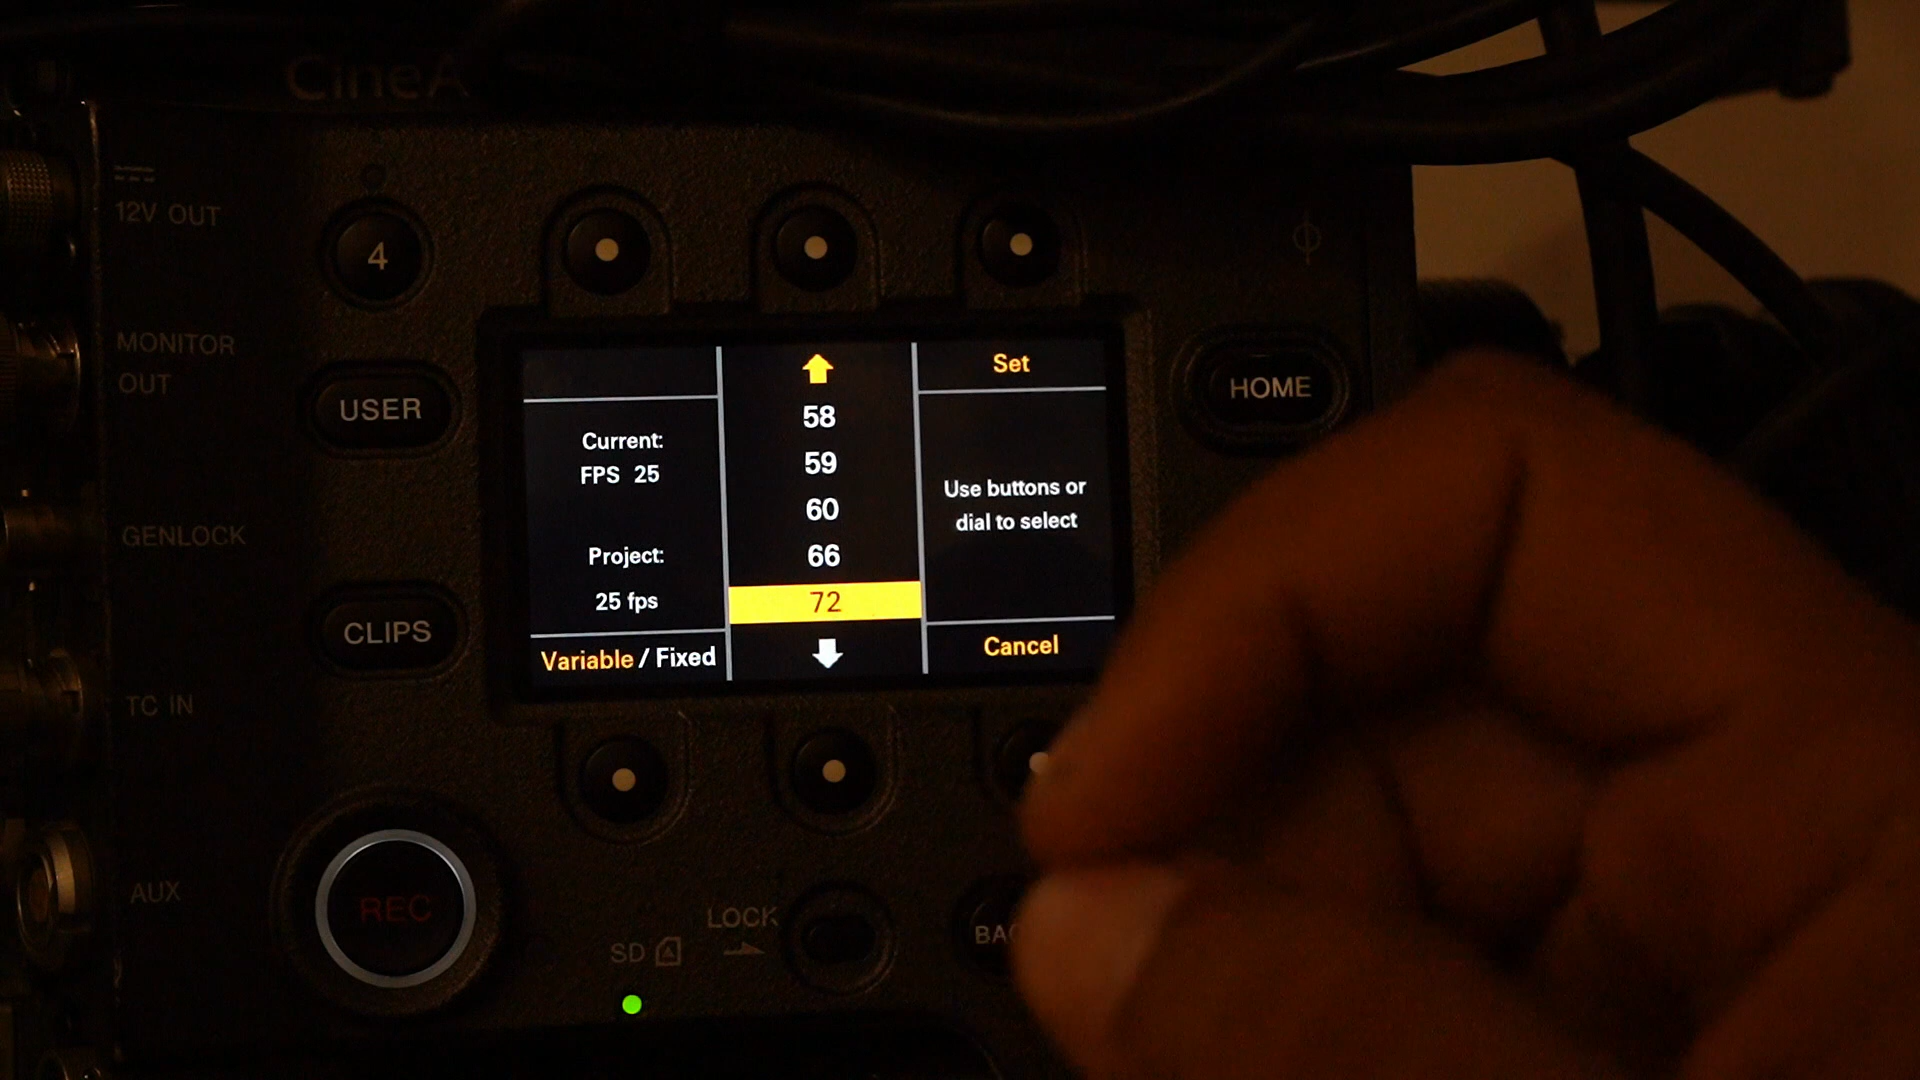 CineA
12V OUT
4
MONITOR
OUT
USER
HOME
GENLOCK
CLIPS
TC IN
AUX
REC
SD
LOCK
BAC
Current:
FPS 25
Project:
25 fps
Variable / Fixed
58
59
60
66
72
Set
Use buttons or
dial to select
Cancel